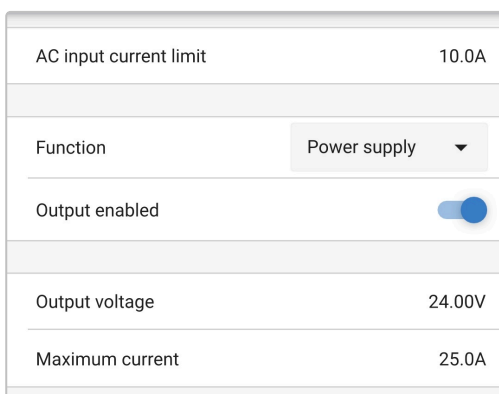 AC input current limit 10.0A
Function Power supply
Output enabled
Output voltage 24.00V
Maximum current 25.0A